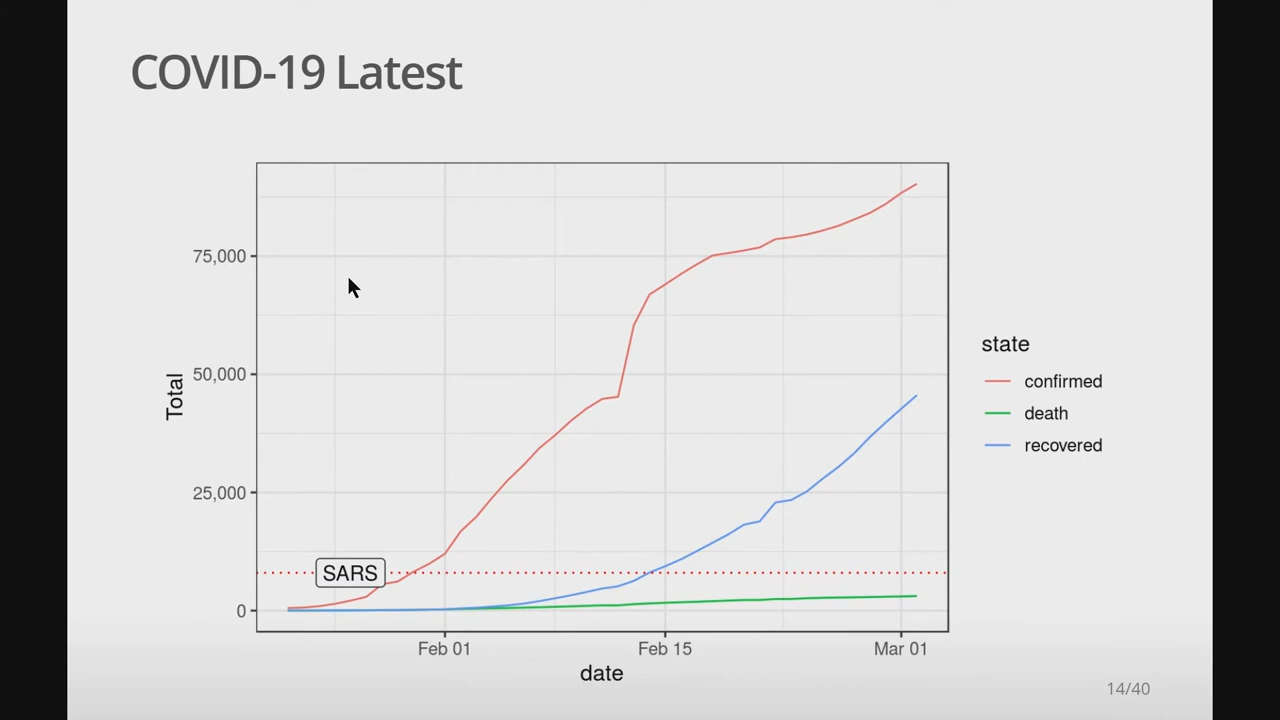 COVID-19 Latest
75,000
50,000
25,000
0
Total
SARS
Feb 01
Feb 15
Mar 01
date
state
confirmed
death
recovered
14/40